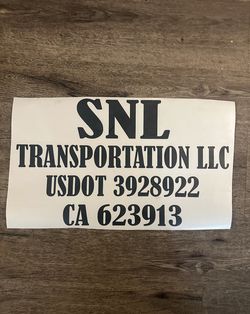 SNL
TRANSPORTATION LLC
USDOT 3928922
CA 623913